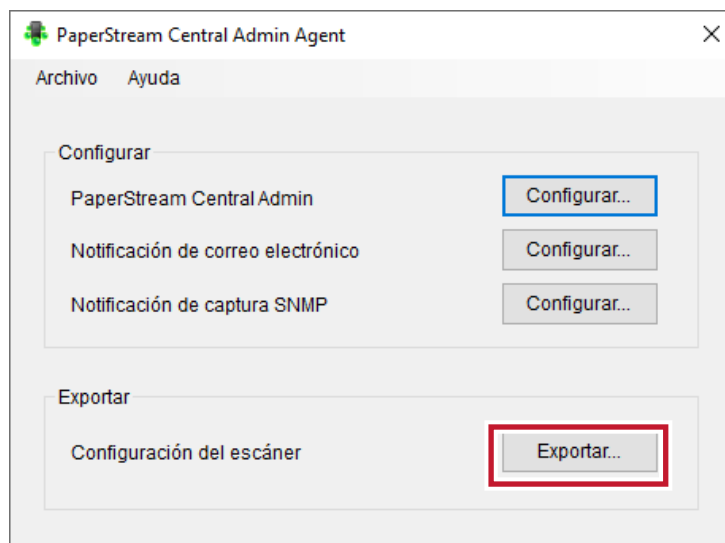 PaperStream Central Admin Agent
Archivo Ayuda
Configurar
PaperStream Central Admin Configurar...
Notificación de correo electrónico Configurar...
Notificación de captura SNMP Configurar...
Exportar
Configuración del escáner Exportar...